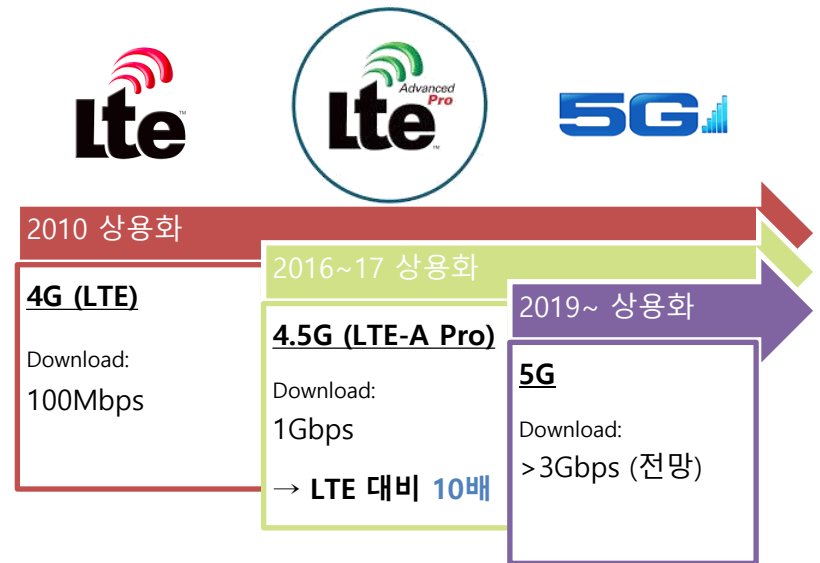 Lte
Advanced
Pro
Lte
5G
2010 상용화
4G (LTE)
Download:
100Mbps
2016~17 상용화
4.5G (LTE-A Pro)
Download:
1Gbps
→ LTE 대비 10배
2019~ 상용화
5G
Download:
>3Gbps (전망)